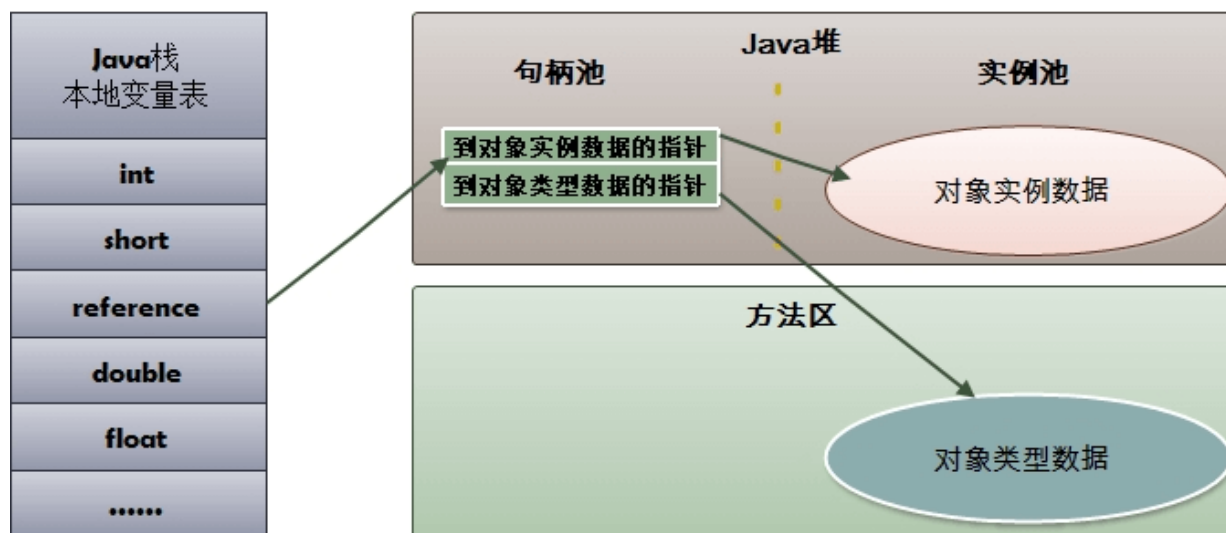 Java栈
本地变量表
int
short
reference
double
float
......
Java堆
句柄池
实例池
到对象实例数据的指针
到对象类型数据的指针
对象实例数据
方法区
对象类型数据